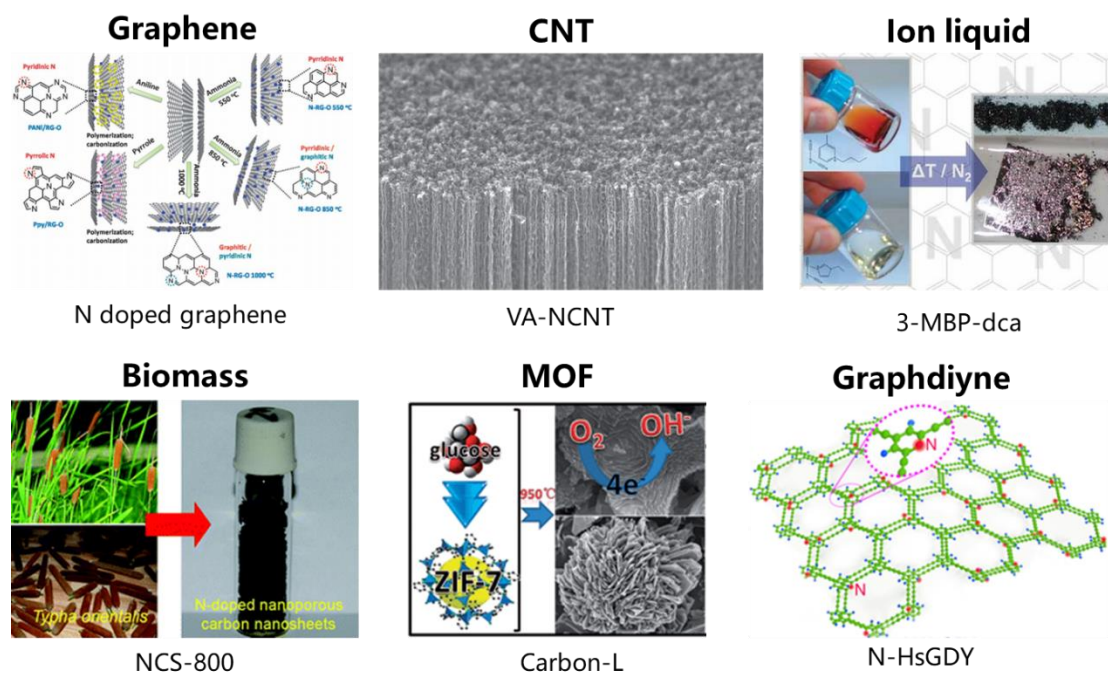 Graphene
CNT
Ion liquid
Pyridinic N
N
N
N
N
PANI/RG-O
Aniline
Polymerization;
carbonization
Ammonia
550 °C
Pyrridinic N
N
N
N
N-RG-O 550 °C
Pyrrolic N
N
N
N
Ppy/RG-O
Pyrrole
Polymerization;
carbonization
Ammonia
850 °C
Ammonia
1000 °C
Pyridinic /
graphitic N
N
N
N
N-RG-O 850 °C
Graphitic /
pyridinic N
N
N
N
N-RG-O 1000 °C
ΔT / N2
N
N
N
N
N doped graphene
VA-NCNT
3-MBP-dca
Biomass
MOF
Graphdiyne
Typha orientalis
N-doped nanoporous
carbon nanosheets
glucose
ZIF-7
950℃
O2
OH-
4e-
N
N
NCS-800
Carbon-L
N-HsGDY